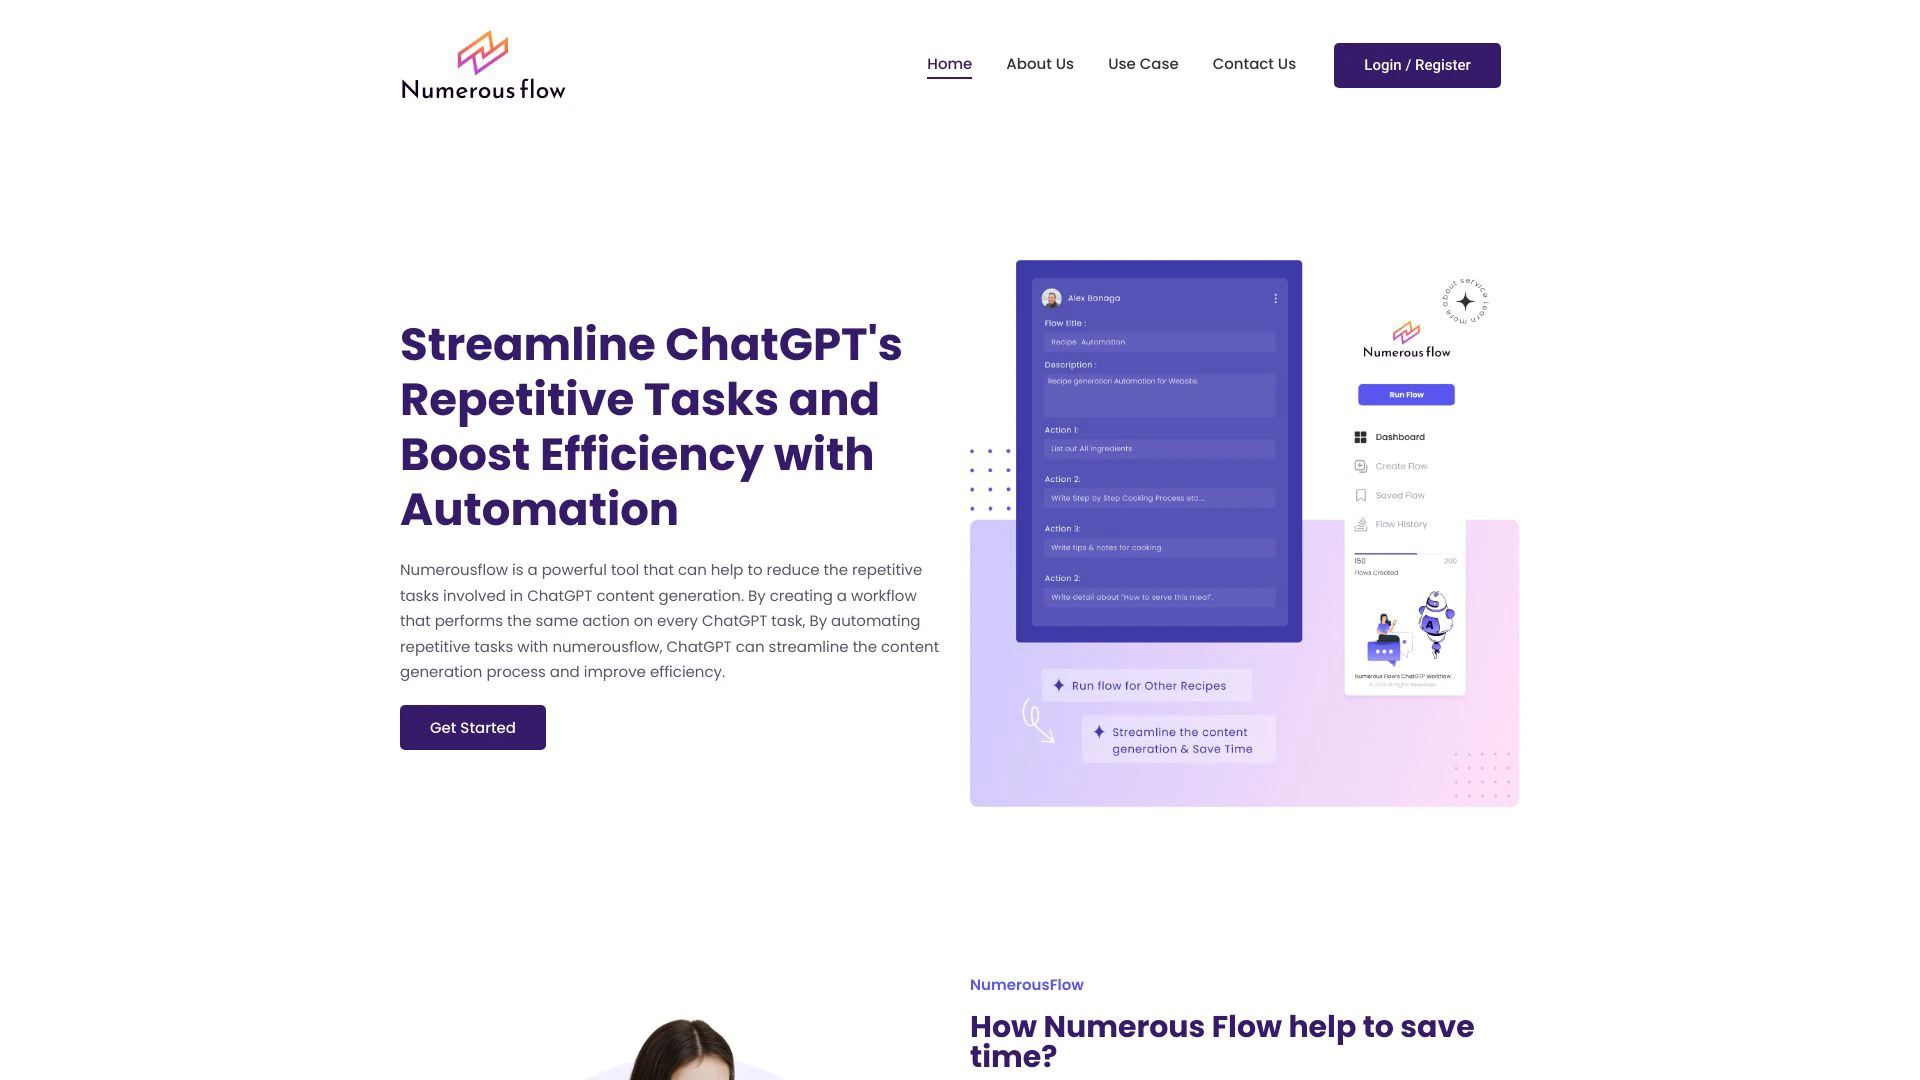 Numerous flow
Home
About Us
Use Case
Contact Us
Login / Register
Streamline ChatGPT's
Repetitive Tasks and
Boost Efficiency with
Automation
Numerousflow is a powerful tool that can help to reduce the repetitive
tasks involved in ChatGPT content generation. By creating a workflow
that performs the same action on every ChatGPT task, By automating
repetitive tasks with numerousflow, ChatGPT can streamline the content
generation process and improve efficiency.
Get Started
Alex Banaga
Flow title :
Recipe Automation
Description :
Recipe generation Automation for Website.
Action 1:
List out All Ingredients
Action 2:
Write Step by Step Cooking Process etc....
Action 3:
Write tips & notes for cooking.
Action 2:
Write detail about "How to serve this meal".
Run flow for Other Recipes
Streamline the content
generation & Save Time
about service learn more
Numerous flow
Run Flow
Dashboard
Create Flow
Saved Flow
Flow History
150
200
Flows Created
A
Numerous Flow's ChatGTP Workflow.
All Rights Reserved
NumerousFlow
How Numerous Flow help to save
time?